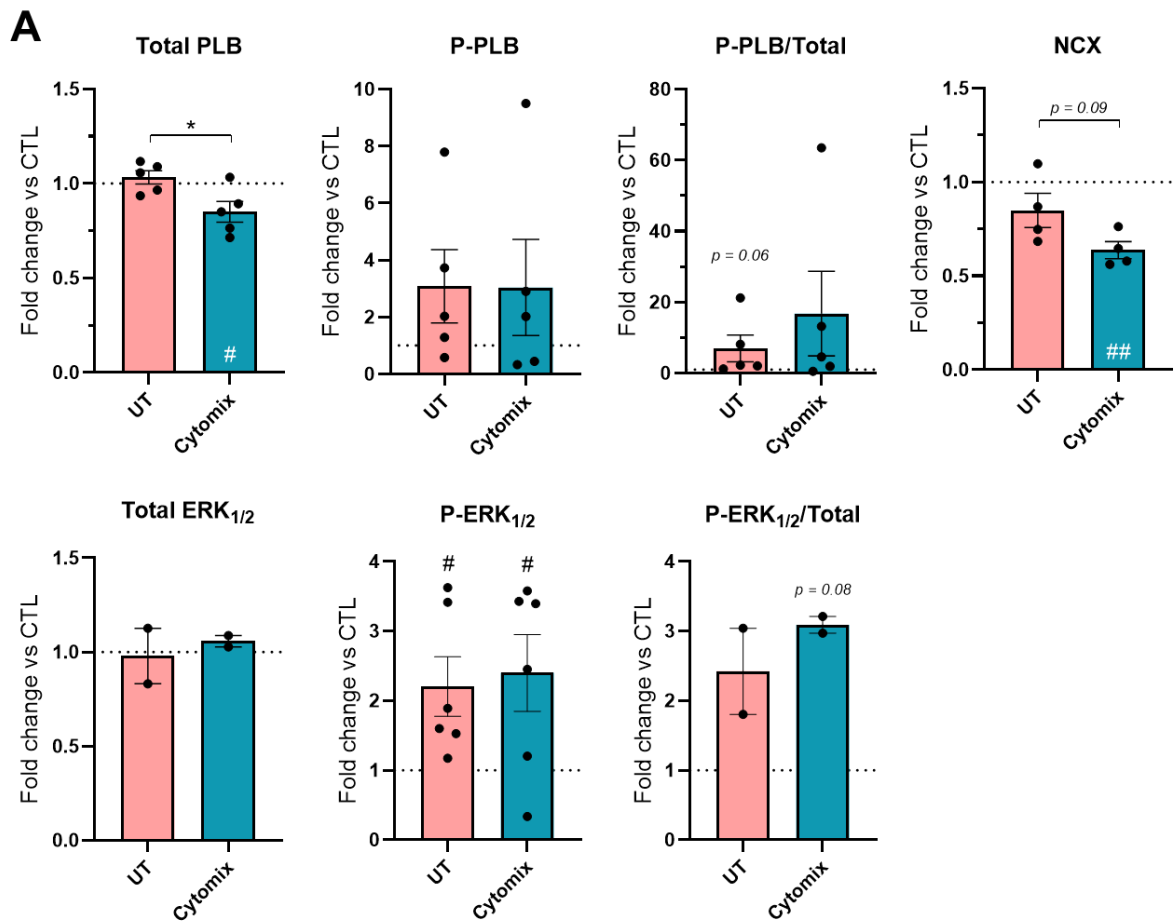 A
Total PLB
Fold change vs CTL
1.5
1.0
0.5
0.0
*
#
UT
Cytomix
P-PLB
Fold change vs CTL
10
8
6
4
2
0
UT
Cytomix
P-PLB/Total
Fold change vs CTL
80
60
40
20
0
p = 0.06
UT
Cytomix
NCX
Fold change vs CTL
1.5
1.0
0.5
0.0
p = 0.09
##
UT
Cytomix
Total ERK1/2
Fold change vs CTL
1.5
1.0
0.5
0.0
UT
Cytomix
P-ERK1/2
Fold change vs CTL
4
3
2
1
0
#
#
UT
Cytomix
P-ERK1/2/Total
Fold change vs CTL
4
3
2
1
0
p = 0.08
UT
Cytomix